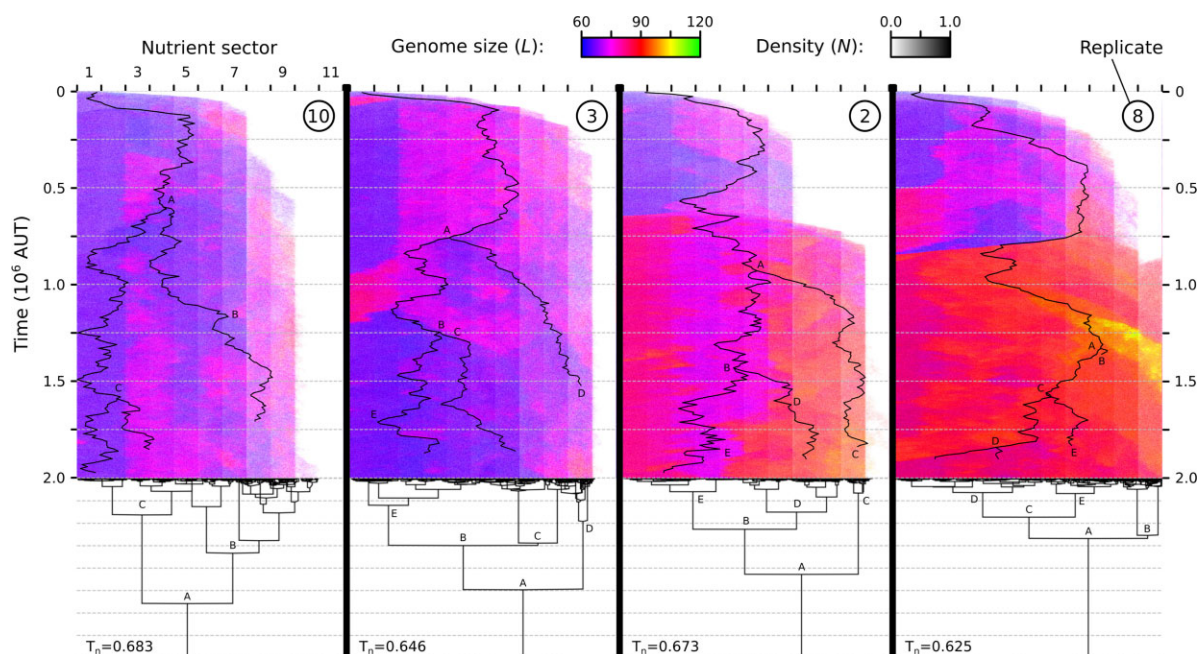 60 90 120 0.0 1.0
Nutrient sector Genome size (L): Density (N): Replicate
1 3 5 7 9 11
0 10 3 2 8 0
A
0.5 0.5
A
A
Time (10⁶ AUT) 1.0 1.0
B
B C A B
1.5 B C 1.5
C D D
E D E
E C
2.0 2.0
C E D E C D E
B C B D C B
B A
A A
A
Tₙ=0.683 Tₙ=0.646 Tₙ=0.673 Tₙ=0.625